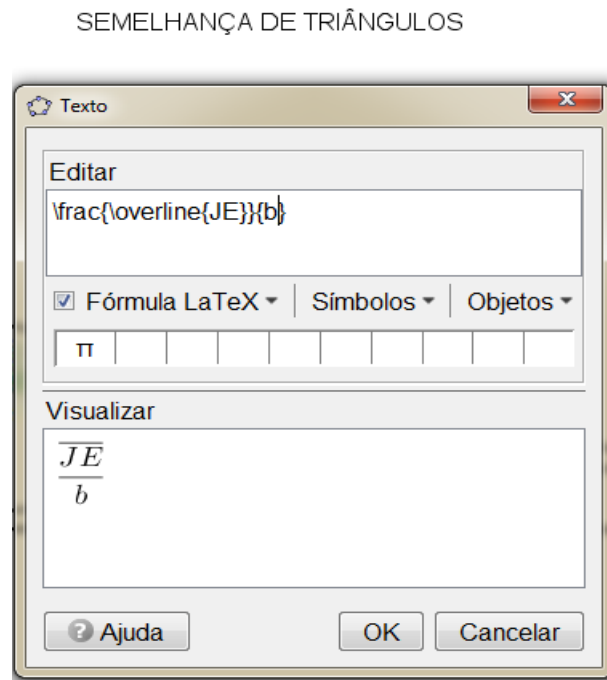 SEMELHANÇA DE TRIÂNGULOS
Texto
Editar
\frac{\overline{JE}}{b}
Fórmula LaTeX Símbolos Objetos
π
Visualizar
JE
b
Ajuda OK Cancelar